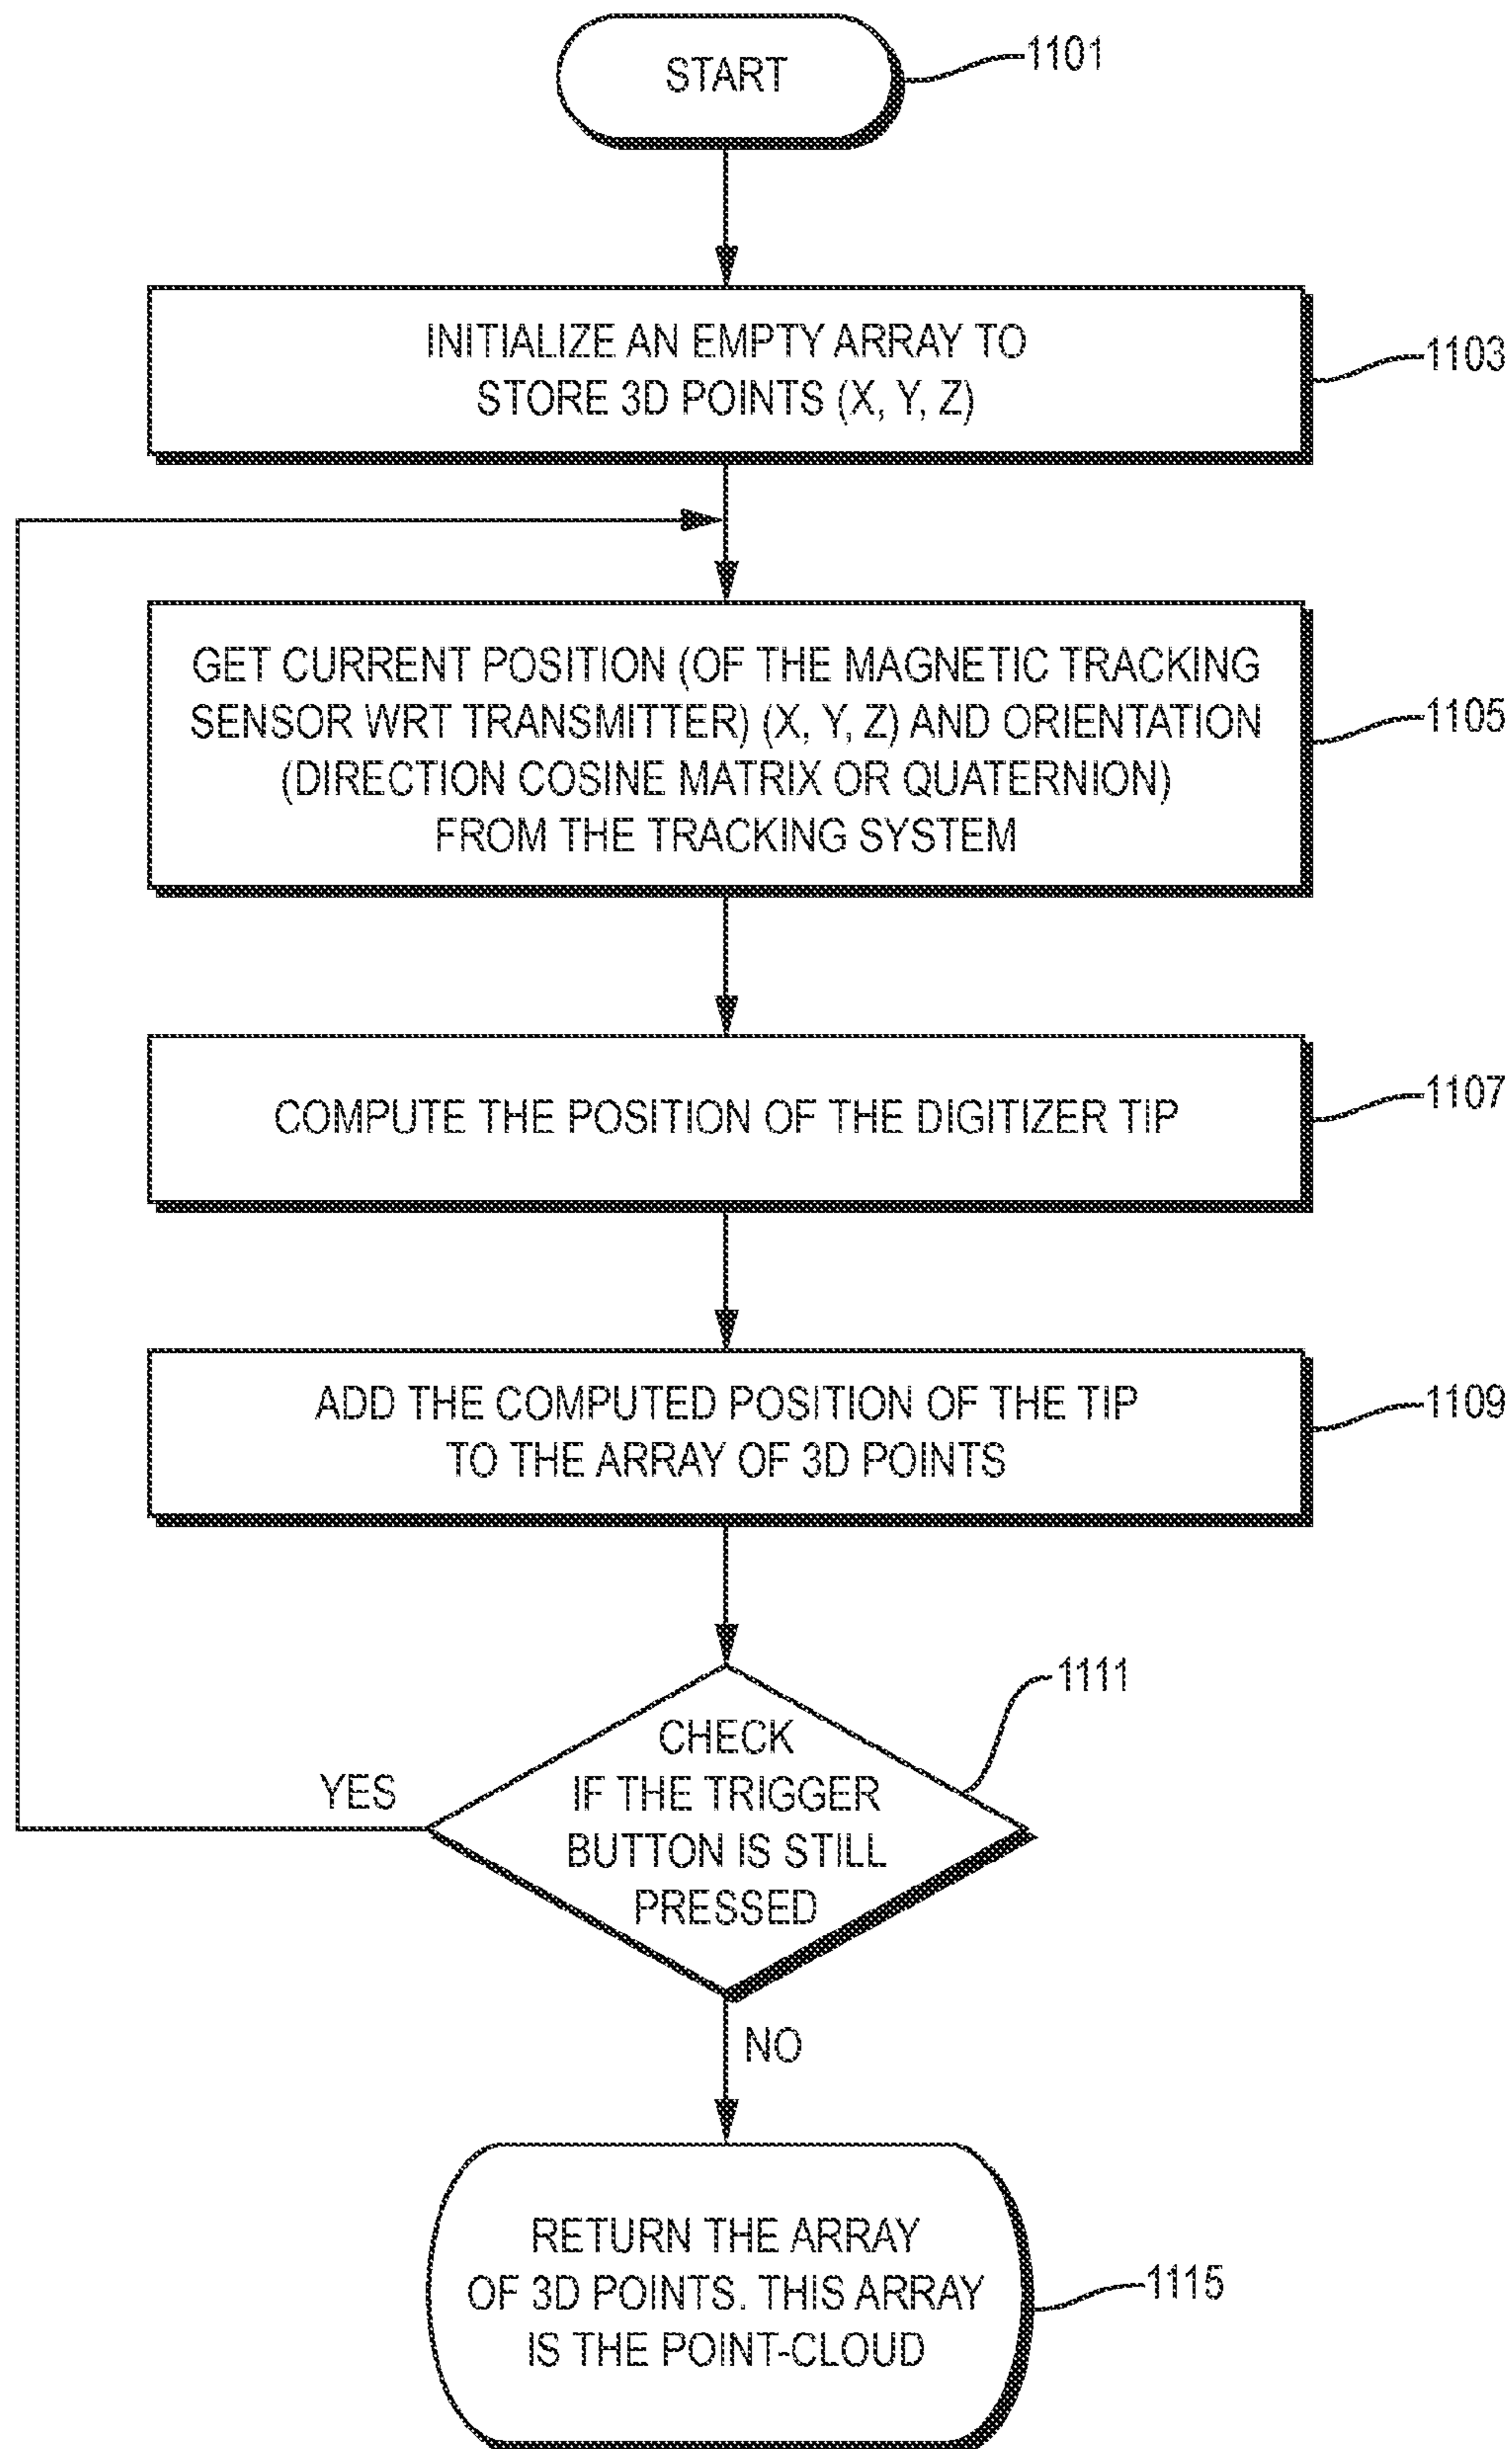 START
1101
INITIALIZE AN EMPTY ARRAY TO
STORE 3D POINTS (X, Y, Z)
1103
GET CURRENT POSITION (OF THE MAGNETIC TRACKING
SENSOR WRT TRANSMITTER) (X, Y, Z) AND ORIENTATION
(DIRECTION COSINE MATRIX OR QUATERNION)
FROM THE TRACKING SYSTEM
1105
COMPUTE THE POSITION OF THE DIGITIZER TIP
1107
ADD THE COMPUTED POSITION OF THE TIP
TO THE ARRAY OF 3D POINTS
1109
CHECK
IF THE TRIGGER
BUTTON IS STILL
PRESSED
1111
YES
NO
RETURN THE ARRAY
OF 3D POINTS. THIS ARRAY
IS THE POINT-CLOUD
1115